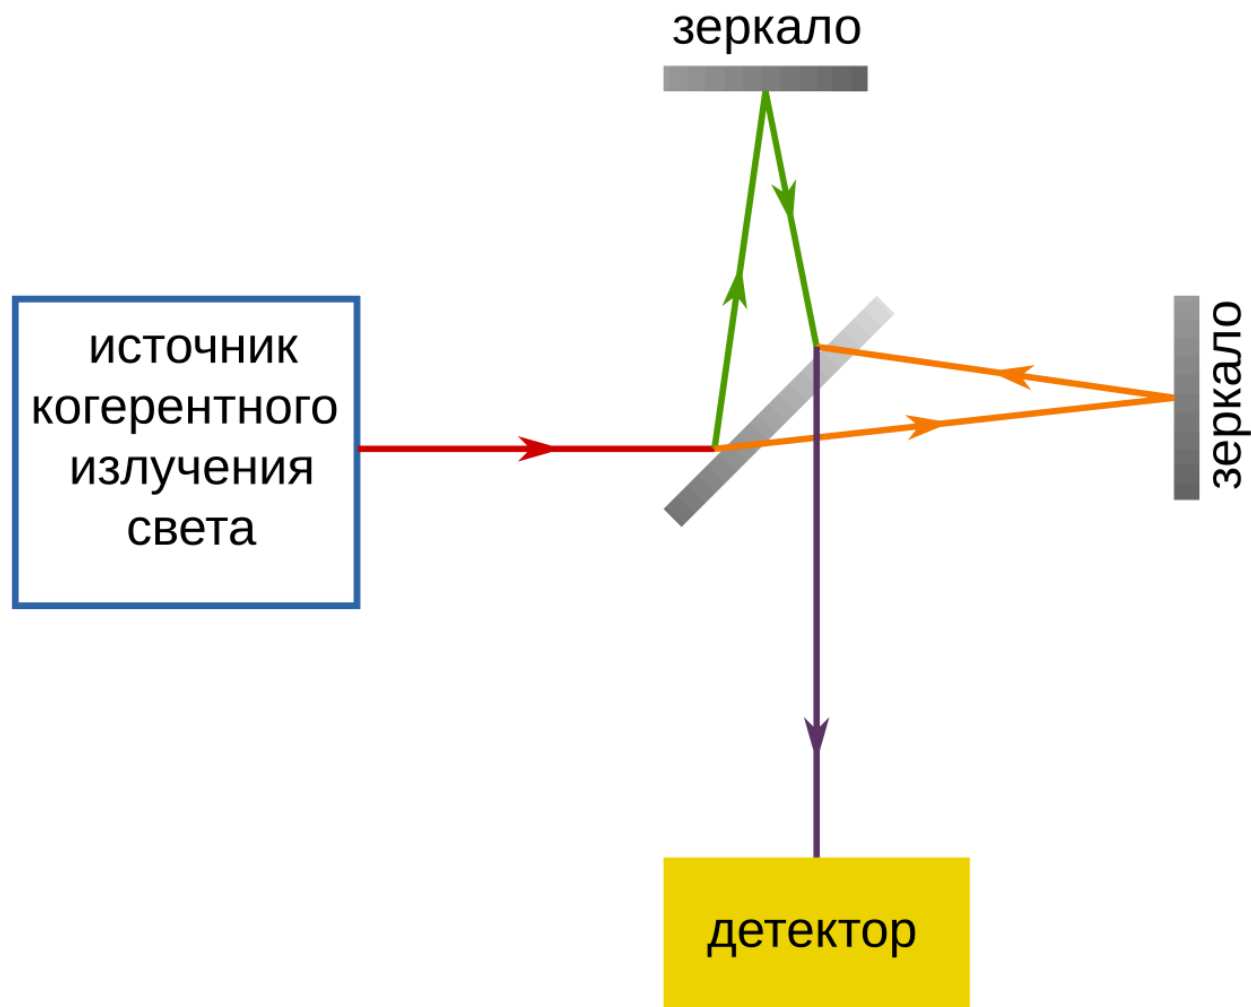 зеркало
источник
когерентного
излучения
света
зеркало
детектор